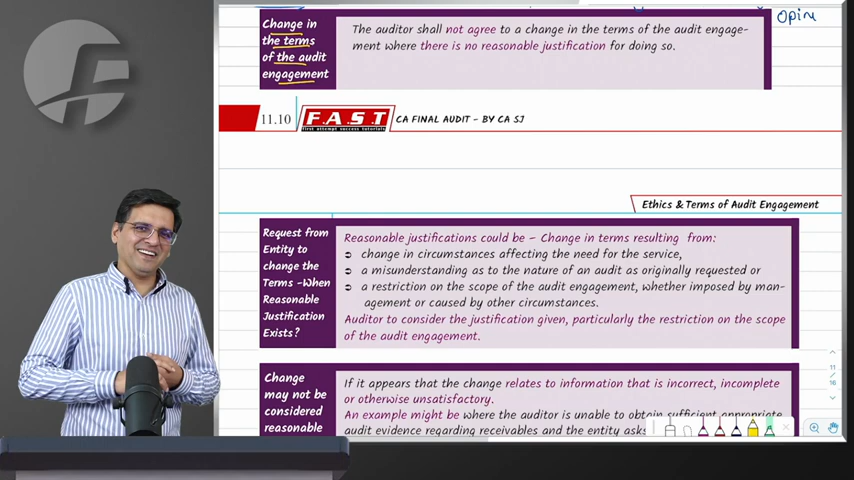 Opin
Change in
the terms
of the audit
engagement
The auditor shall not agree to a change in the terms of the audit engage-
ment where there is no reasonable justification for doing so.
11.10
F.A.S.T
first attempt success tutorials
CA FINAL AUDIT - BY CA SJ
Ethics & Terms of Audit Engagement
Request from
Entity to
change the
Terms -When
Reasonable
Justification
Exists?
Reasonable justifications could be – Change in terms resulting from:
➲ change in circumstances affecting the need for the service,
➲ a misunderstanding as to the nature of an audit as originally requested or
➲ a restriction on the scope of the audit engagement, whether imposed by man-
agement or caused by other circumstances.
Auditor to consider the justification given, particularly the restriction on the scope
of the audit engagement.
Change
may not be
considered
reasonable
If it appears that the change relates to information that is incorrect, incomplete
or otherwise unsatisfactory.
An example might be where the auditor is unable to obtain sufficient appropriate
audit evidence regarding receivables and the entity asks
11
16